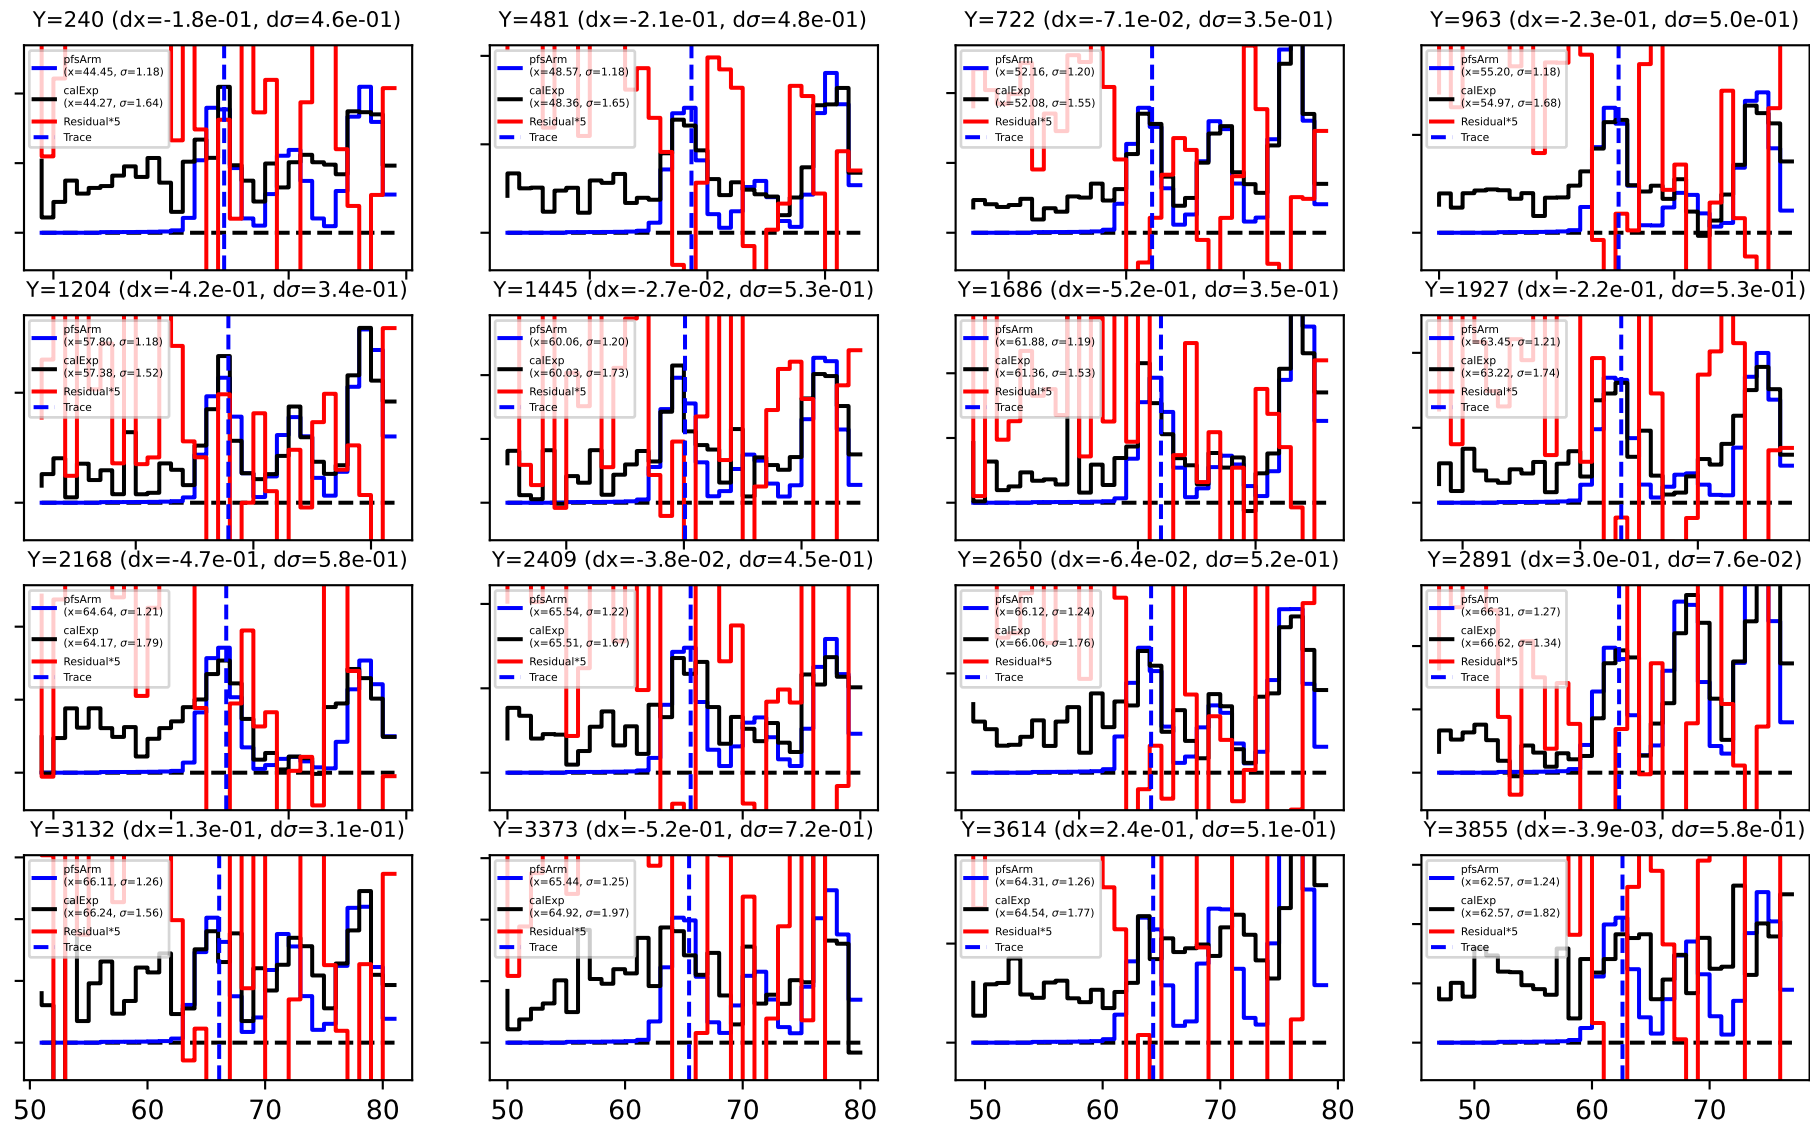 Y=240 (dx=-1.8e-01, dσ=4.6e-01)
pfsArm
(x=44.45, σ=1.18)
calExp
(x=44.27, σ=1.64)
Residual*5
Trace
Y=481 (dx=-2.1e-01, dσ=4.8e-01)
pfsArm
(x=48.57, σ=1.18)
calExp
(x=48.36, σ=1.65)
Residual*5
Trace
Y=722 (dx=-7.1e-02, dσ=3.5e-01)
pfsArm
(x=52.16, σ=1.20)
calExp
(x=52.08, σ=1.55)
Residual*5
Trace
Y=963 (dx=-2.3e-01, dσ=5.0e-01)
pfsArm
(x=55.20, σ=1.18)
calExp
(x=54.97, σ=1.68)
Residual*5
Trace
Y=1204 (dx=-4.2e-01, dσ=3.4e-01)
pfsArm
(x=57.80, σ=1.18)
calExp
(x=57.38, σ=1.52)
Residual*5
Trace
Y=1445 (dx=-2.7e-02, dσ=5.3e-01)
pfsArm
(x=60.06, σ=1.20)
calExp
(x=60.03, σ=1.73)
Residual*5
Trace
Y=1686 (dx=-5.2e-01, dσ=3.5e-01)
pfsArm
(x=61.88, σ=1.19)
calExp
(x=61.36, σ=1.53)
Residual*5
Trace
Y=1927 (dx=-2.2e-01, dσ=5.3e-01)
pfsArm
(x=63.45, σ=1.21)
calExp
(x=63.22, σ=1.74)
Residual*5
Trace
Y=2168 (dx=-4.7e-01, dσ=5.8e-01)
pfsArm
(x=64.64, σ=1.21)
calExp
(x=64.17, σ=1.79)
Residual*5
Trace
Y=2409 (dx=-3.8e-02, dσ=4.5e-01)
pfsArm
(x=65.54, σ=1.22)
calExp
(x=65.51, σ=1.67)
Residual*5
Trace
Y=2650 (dx=-6.4e-02, dσ=5.2e-01)
pfsArm
(x=66.12, σ=1.24)
calExp
(x=66.06, σ=1.76)
Residual*5
Trace
Y=2891 (dx=3.0e-01, dσ=7.6e-02)
pfsArm
(x=66.31, σ=1.27)
calExp
(x=66.62, σ=1.34)
Residual*5
Trace
Y=3132 (dx=1.3e-01, dσ=3.1e-01)
pfsArm
(x=66.11, σ=1.26)
calExp
(x=66.24, σ=1.56)
Residual*5
Trace
Y=3373 (dx=-5.2e-01, dσ=7.2e-01)
pfsArm
(x=65.44, σ=1.25)
calExp
(x=64.92, σ=1.97)
Residual*5
Trace
Y=3614 (dx=2.4e-01, dσ=5.1e-01)
pfsArm
(x=64.31, σ=1.26)
calExp
(x=64.54, σ=1.77)
Residual*5
Trace
Y=3855 (dx=-3.9e-03, dσ=5.8e-01)
pfsArm
(x=62.57, σ=1.24)
calExp
(x=62.57, σ=1.82)
Residual*5
Trace
50 60 70 80
50 60 70 80
50 60 70 80
50 60 70